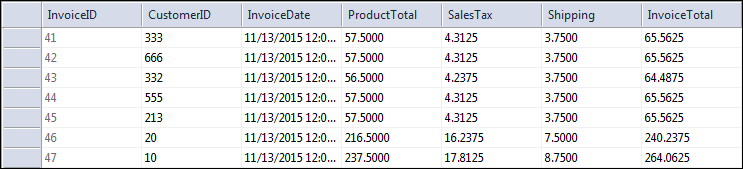 InvoiceID CustomerID InvoiceDate ProductTotal SalesTax Shipping InvoiceTotal
41 333 11/13/2015 12:0... 57.5000 4.3125 3.7500 65.5625
42 666 11/13/2015 12:0... 57.5000 4.3125 3.7500 65.5625
43 332 11/13/2015 12:0... 56.5000 4.2375 3.7500 64.4875
44 555 11/13/2015 12:0... 57.5000 4.3125 3.7500 65.5625
45 213 11/13/2015 12:0... 57.5000 4.3125 3.7500 65.5625
46 20 11/13/2015 12:0... 216.5000 16.2375 7.5000 240.2375
47 10 11/13/2015 12:0... 237.5000 17.8125 8.7500 264.0625